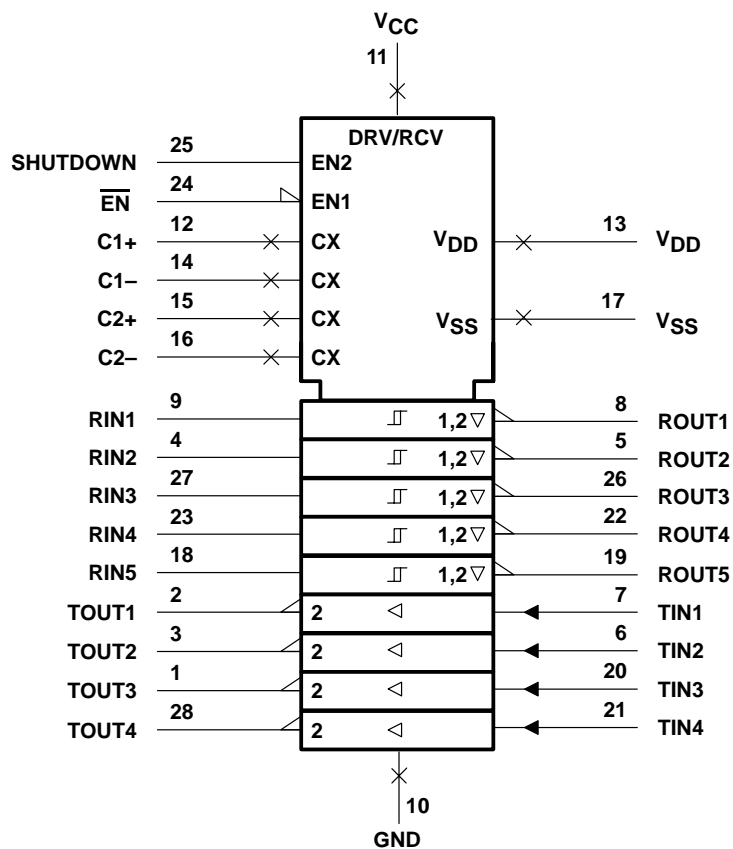 VCC
11
DRV/RCV
SHUTDOWN 25 EN2
EN 24 EN1
C1+ 12 CX VDD 13 VDD
C1– 14 CX
C2+ 15 CX VSS 17 VSS
C2– 16 CX
RIN1 9 1,2 8 ROUT1
RIN2 4 1,2 5 ROUT2
RIN3 27 1,2 26 ROUT3
RIN4 23 1,2 22 ROUT4
RIN5 18 1,2 19 ROUT5
TOUT1 2 2 7 TIN1
TOUT2 3 2 6 TIN2
TOUT3 1 2 20 TIN3
TOUT4 28 2 21 TIN4
10
GND